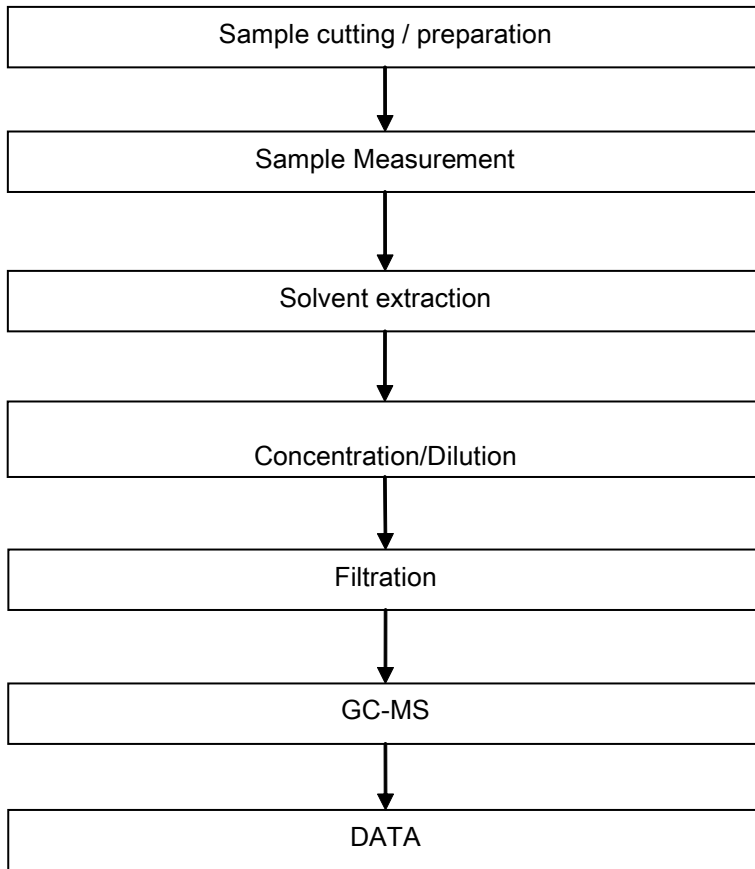 Sample cutting / preparation
Sample Measurement
Solvent extraction
Concentration/Dilution
Filtration
GC-MS
DATA